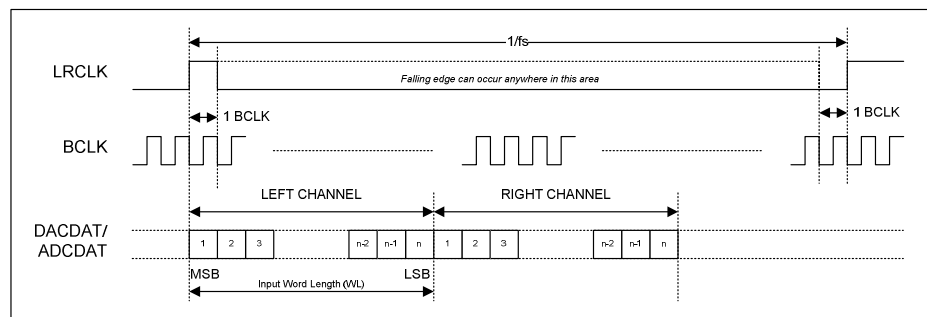 1/fs
LRCLK
Falling edge can occur anywhere in this area
1 BCLK
1 BCLK
BCLK
LEFT CHANNEL
RIGHT CHANNEL
DACDAT/
ADCDAT
1 2 3 n-2 n-1 n 1 2 3 n-2 n-1 n
MSB
LSB
Input Word Length (WL)